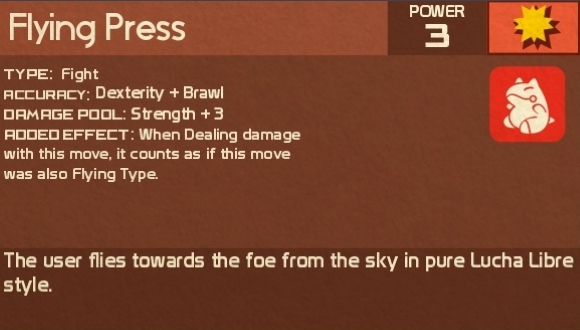 Flying Press
POWER
3
TYPE: Fight
ACCURACY: Dexterity + Brawl
DAMAGE POOL: Strength + 3
ADDED EFFECT: When Dealing damage
with this move, it counts as if this move
was also Flying Type.
The user flies towards the foe from the sky in pure Lucha Libre
style.